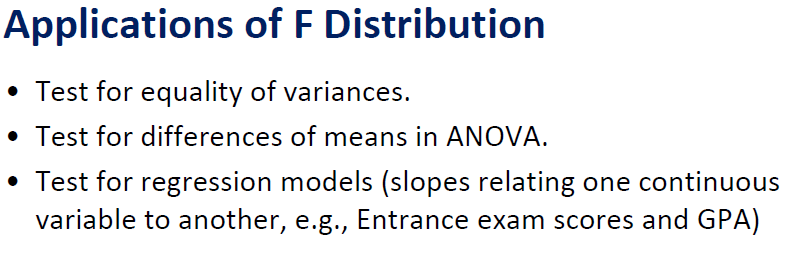 Applications of F Distribution
• Test for equality of variances.
• Test for differences of means in ANOVA.
• Test for regression models (slopes relating one continuous
variable to another, e.g., Entrance exam scores and GPA)